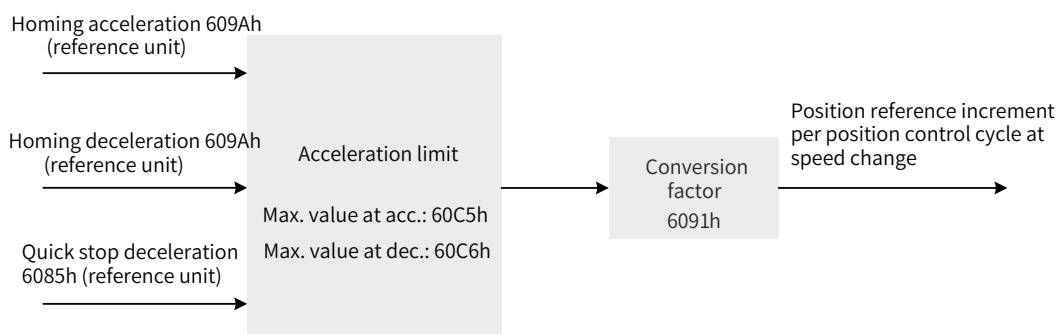 Homing acceleration 609Ah
(reference unit)
Homing deceleration 609Ah
(reference unit)
Quick stop deceleration
6085h (reference unit)
Acceleration limit
Max. value at acc.: 60C5h
Max. value at dec.: 60C6h
Conversion
factor
6091h
Position reference increment
per position control cycle at
speed change